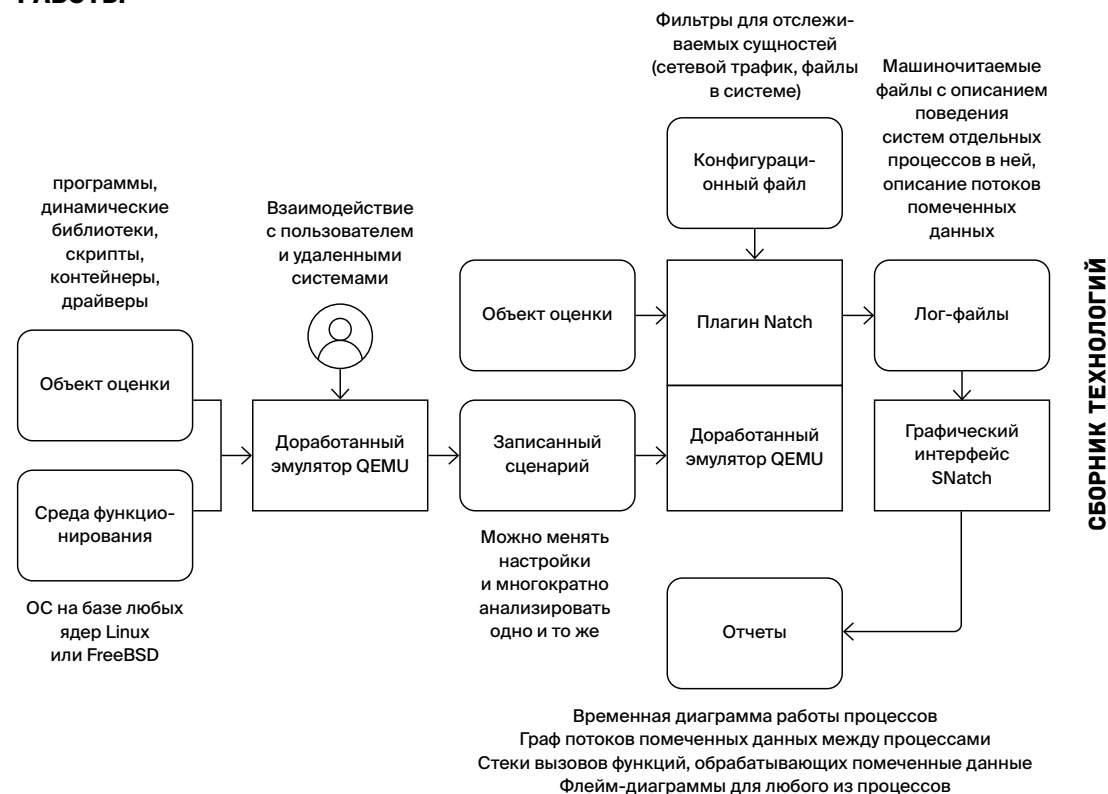 РАБОТЫ
Фильтры для отслежи-
ваемых сущностей
(сетевой трафик, файлы
в системе)
Машиночитаемые
файлы с описанием
поведения
систем отдельных
процессов в ней,
описание потоков
помеченных
данных
Конфигураци-
онный файл
программы,
динамические
библиотеки,
скрипты,
контейнеры,
драйверы
Взаимодействие
с пользователем
и удаленными
системами
Объект оценки
Плагин Natch
Лог-файлы
Объект оценки
Доработанный
эмулятор QEMU
Записанный
сценарий
Доработанный
эмулятор QEMU
Графический
интерфейс
SNatch
Среда функцио-
нирования
ОС на базе любых
ядер Linux
или FreeBSD
Можно менять
настройки
и многократно
анализировать
одно и то же
Отчеты
Временная диаграмма работы процессов
Граф потоков помеченных данных между процессами
Стеки вызовов функций, обрабатывающих помеченные данные
Флейм-диаграммы для любого из процессов
СБОРНИК ТЕХНОЛОГИЙ